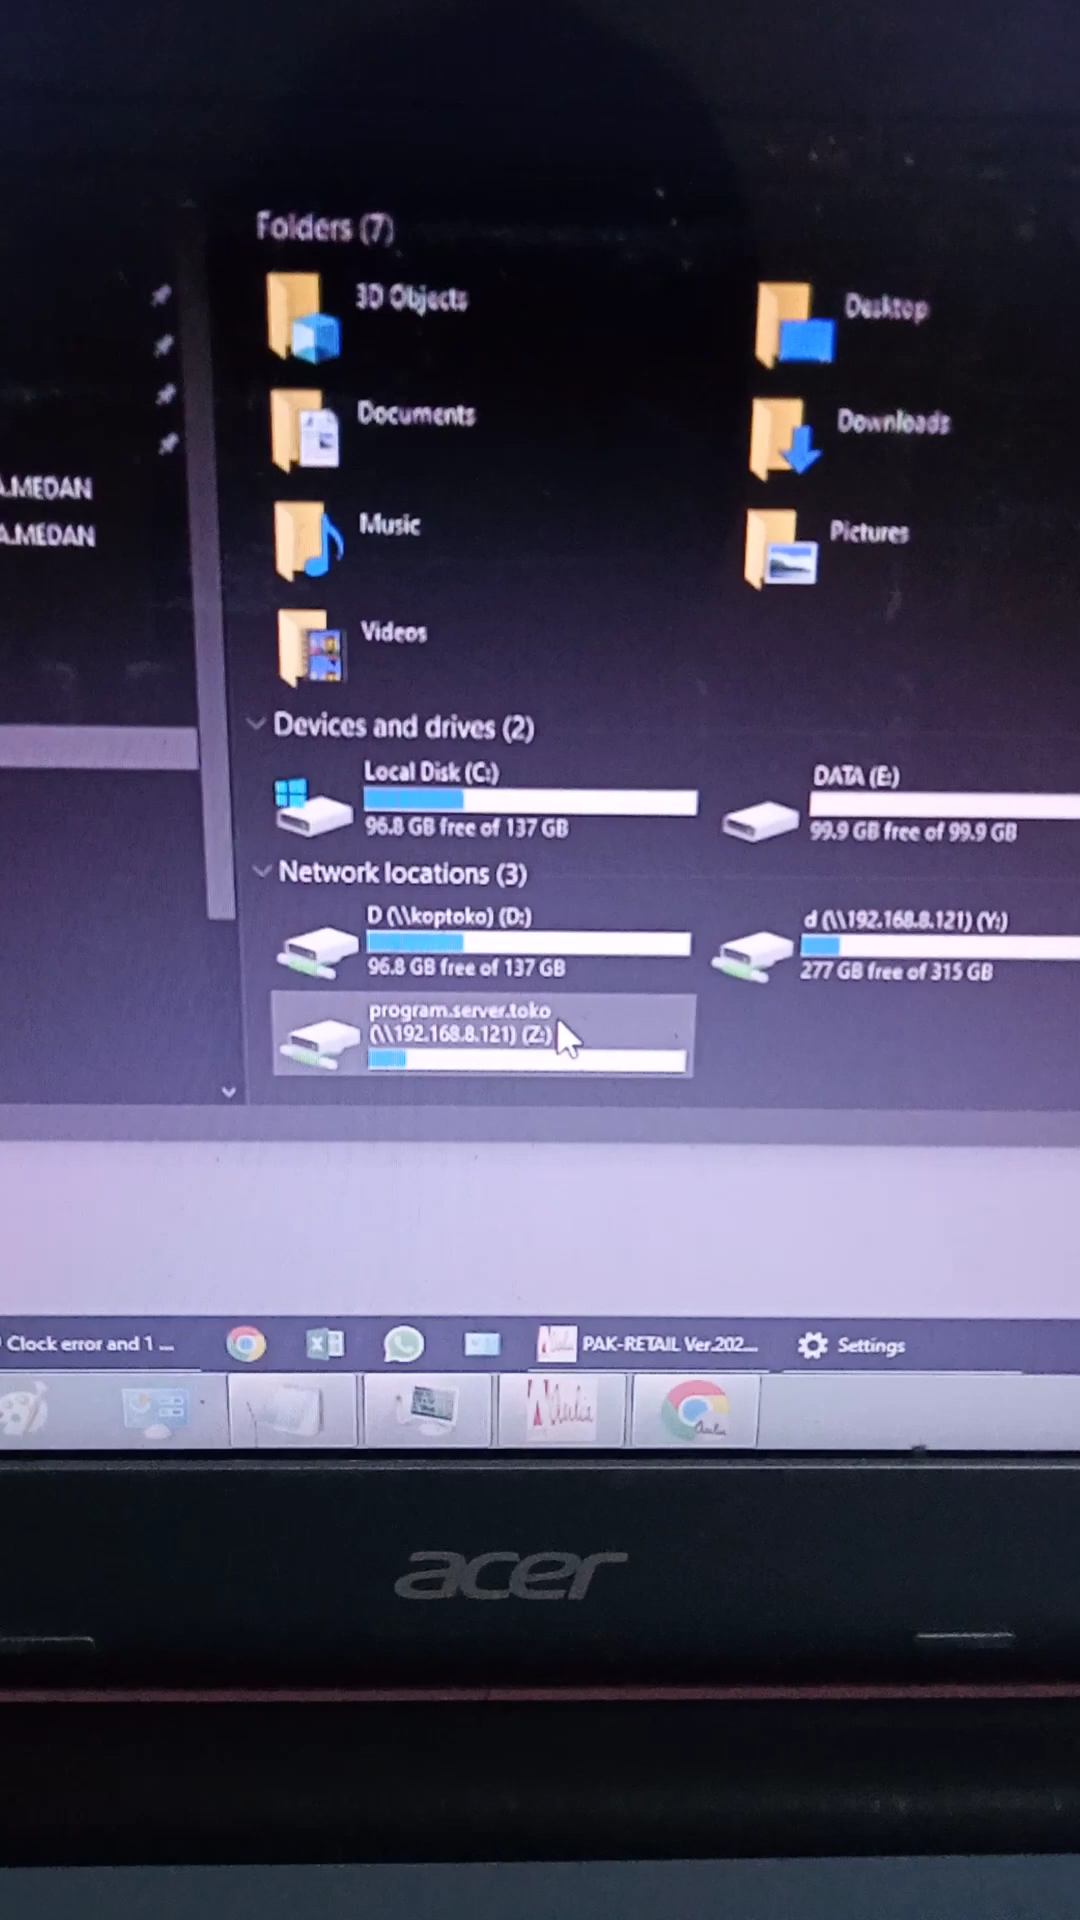 Folders (7)
3D Objects
Desktop
Documents
Downloads
A.MEDAN
Music
Pictures
A.MEDAN
Videos
Devices and drives (2)
Local Disk (C:)
96.8 GB free of 137 GB
DATA (E:)
99.9 GB free of 99.9 GB
Network locations (3)
D (\\koptoko) (D:)
96.8 GB free of 137 GB
d (\\192.168.8.121) (Y:)
277 GB free of 315 GB
program.server.toko
(\\192.168.8.121) (Z:)
Clock error and 1 ...
PAK-RETAIL Ver.202...
Settings
acer